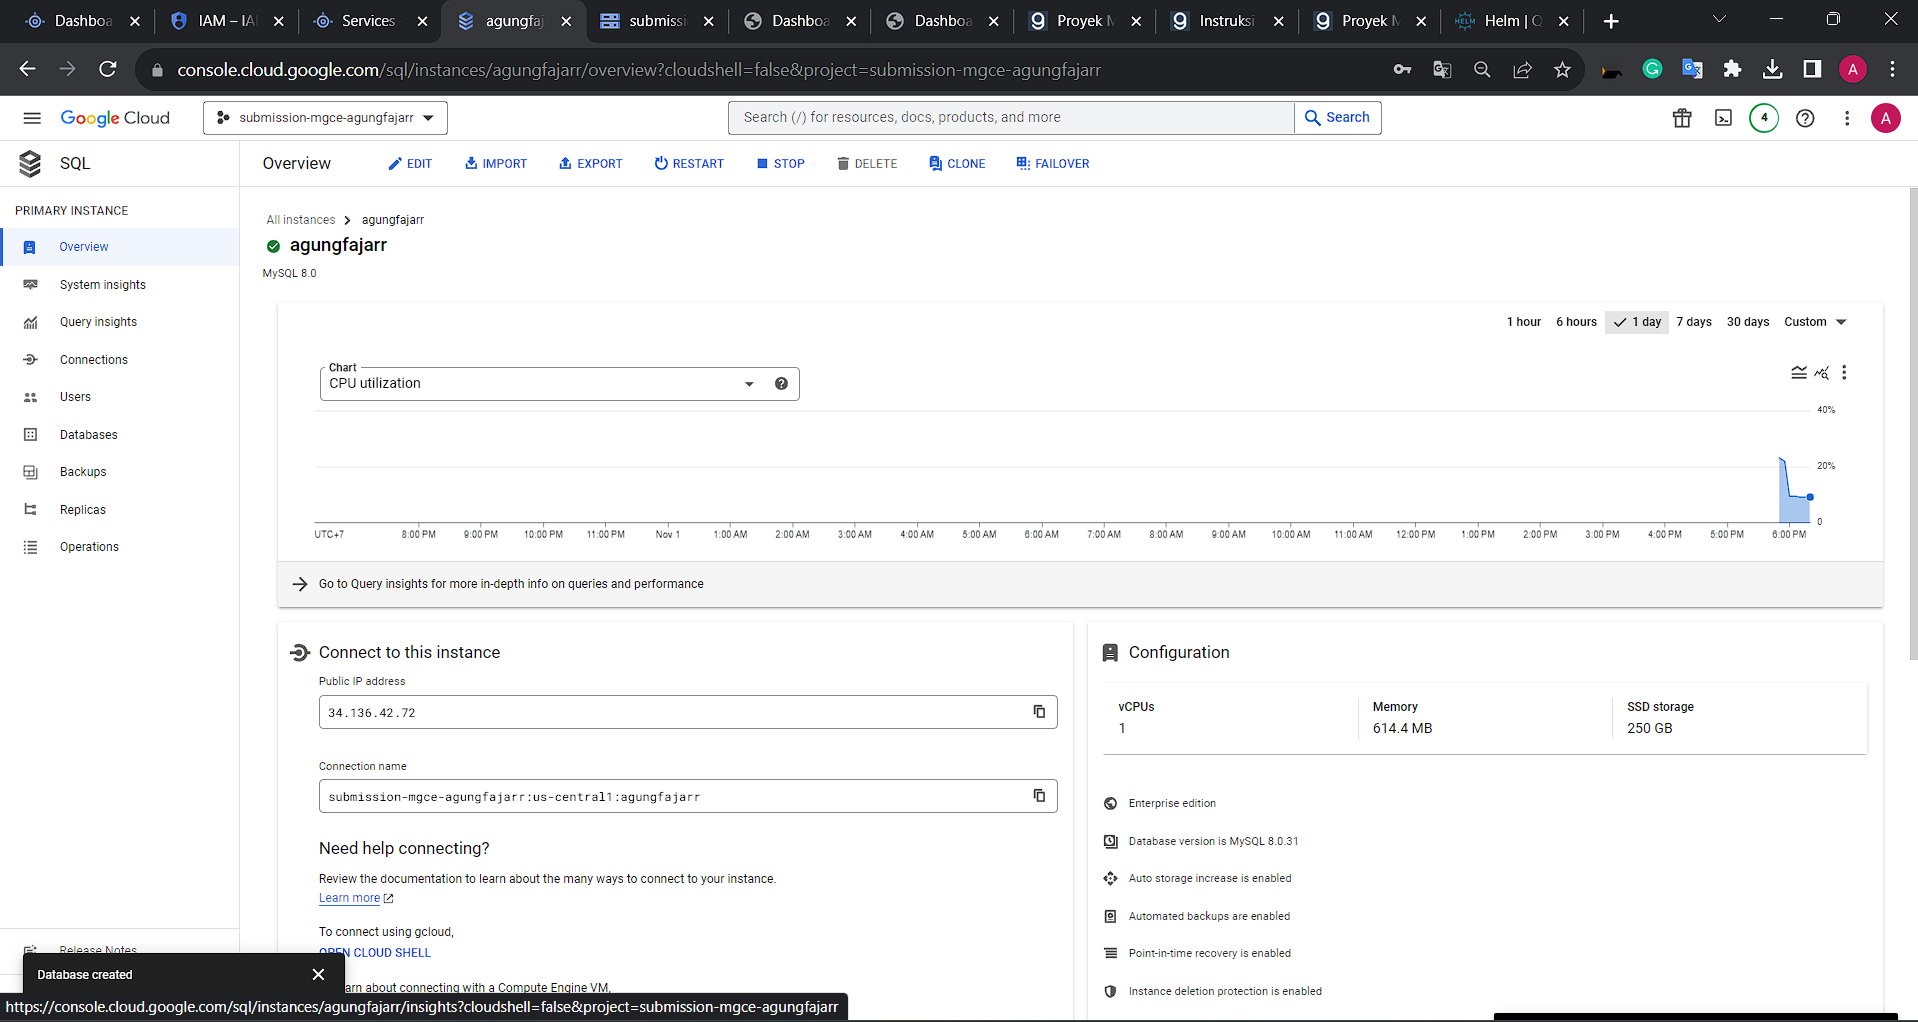 Dashboa
IAM – IA
Services
agungfaj
submissi
Dashboa
Dashboa
Proyek M
Instruksi
Proyek M
HELM Helm | Q
console.cloud.google.com/sql/instances/agungfajarr/overview?cloudshell=false&project=submission-mgce-agungfajarr
A
Google Cloud
submission-mgce-agungfajarr
Search (/) for resources, docs, products, and more
Search
4
A
SQL
Overview
EDIT
IMPORT
EXPORT
RESTART
STOP
DELETE
CLONE
FAILOVER
PRIMARY INSTANCE
Overview
System insights
Query insights
Connections
Users
Databases
Backups
Replicas
Operations
Release Notes
All instances
agungfajarr
agungfajarr
MySQL 8.0
1 hour
6 hours
1 day
7 days
30 days
Custom
Chart
CPU utilization
40%
20%
0
UTC+7
8:00 PM
9:00 PM
10:00 PM
11:00 PM
Nov 1
1:00 AM
2:00 AM
3:00 AM
4:00 AM
5:00 AM
6:00 AM
7:00 AM
8:00 AM
9:00 AM
10:00 AM
11:00 AM
12:00 PM
1:00 PM
2:00 PM
3:00 PM
4:00 PM
5:00 PM
6:00 PM
Go to Query insights for more in-depth info on queries and performance
Connect to this instance
Public IP address
34.136.42.72
Connection name
submission-mgce-agungfajarr:us-central1:agungfajarr
Need help connecting?
Review the documentation to learn about the many ways to connect to your instance.
Learn more
To connect using gcloud,
OPEN CLOUD SHELL
arn about connecting with a Compute Engine VM,
Configuration
vCPUs
1
Memory
614.4 MB
SSD storage
250 GB
Enterprise edition
Database version is MySQL 8.0.31
Auto storage increase is enabled
Automated backups are enabled
Point-in-time recovery is enabled
Instance deletion protection is enabled
Database created
https://console.cloud.google.com/sql/instances/agungfajarr/insights?cloudshell=false&project=submission-mgce-agungfajarr